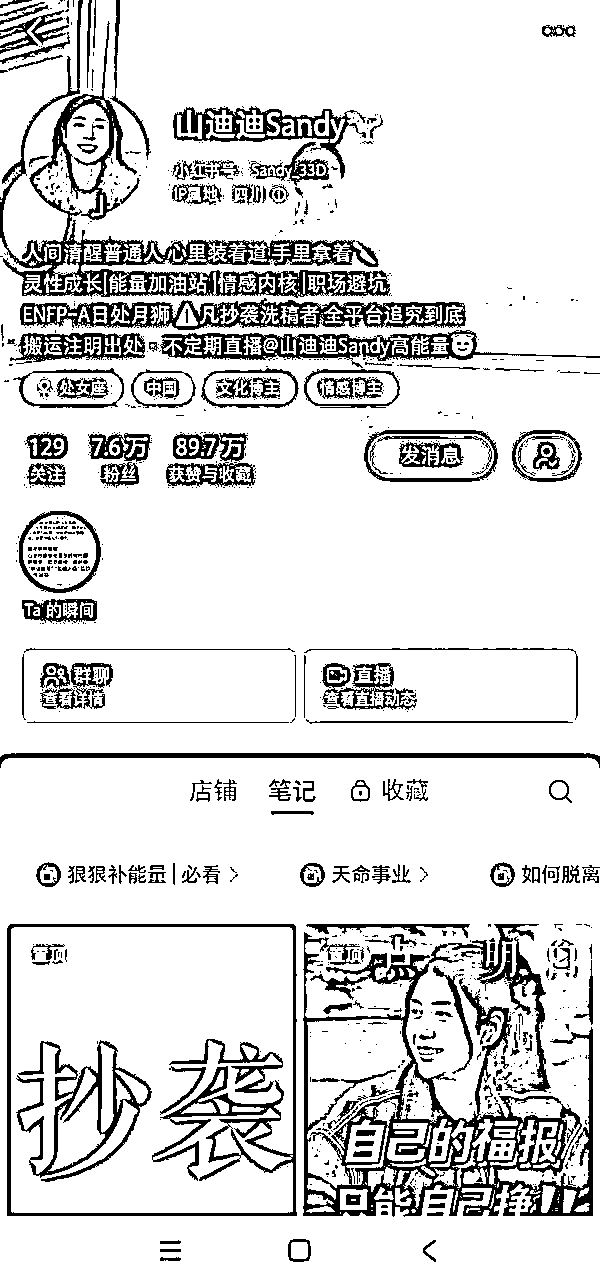 山迪迪Sandy
小红书号：Sandy_33D
IP属地：四川
人间清醒普通人 心里装着道 手里拿着🔪
灵性成长|能量加油站|情感内核|职场避坑
ENFP-A日处月狮⚠凡抄袭洗稿者 全平台追究到底
搬运注明出处。不定期直播@山迪迪Sandy高能量😈
处女座 中国 文化博主 情感博主
129 7.6万 89.7万
关注 粉丝 获赞与收藏
发消息
Ta 的瞬间
群聊 直播
查看详情 查看直播动态
店铺 笔记 收藏
狠狠补能量 | 必看 天命事业 如何脱离
置顶
抄袭
置顶
明白
自己的福报
只能自己挣!!